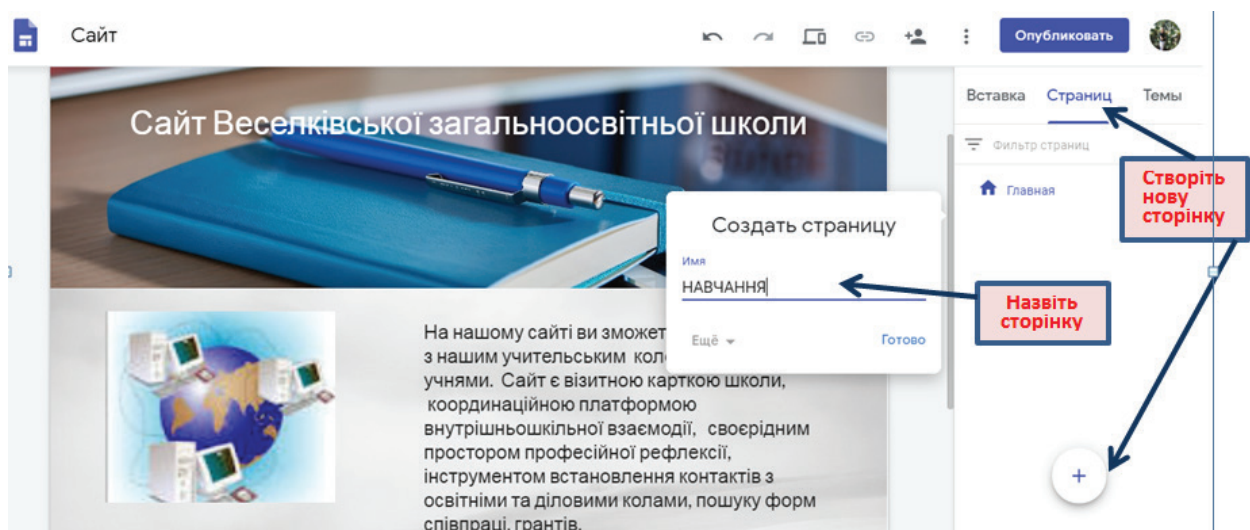 Сайт
Опубликовать
Сайт Веселківської загальноосвітньої школи
Вставка Страниц Темы
Фильтр страниц
Главная
Створіть
нову
сторінку
Создать страницу
Имя
НАВЧАННЯ
Ещё
Готово
Назвіть
сторінку
На нашому сайті ви зможет
з нашим учительським кол
учнями. Сайт є візитною карткою школи,
координаційною платформою
внутрішньошкільної взаємодії, своєрідним
простором професійної рефлексії,
інструментом встановлення контактів з
освітніми та діловими колами, пошуку форм
співпраці, грантів.
+